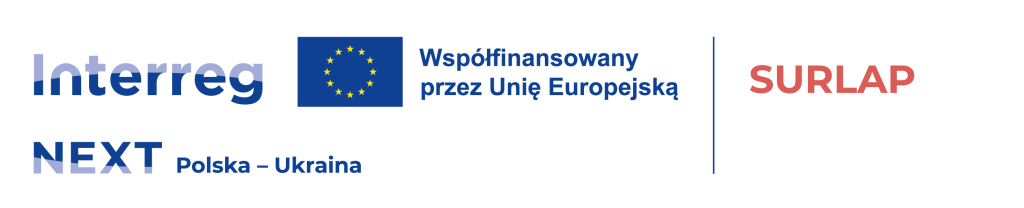 Interreg
Współfinansowany
przez Unię Europejską
NEXT Polska – Ukraina
SURLAP